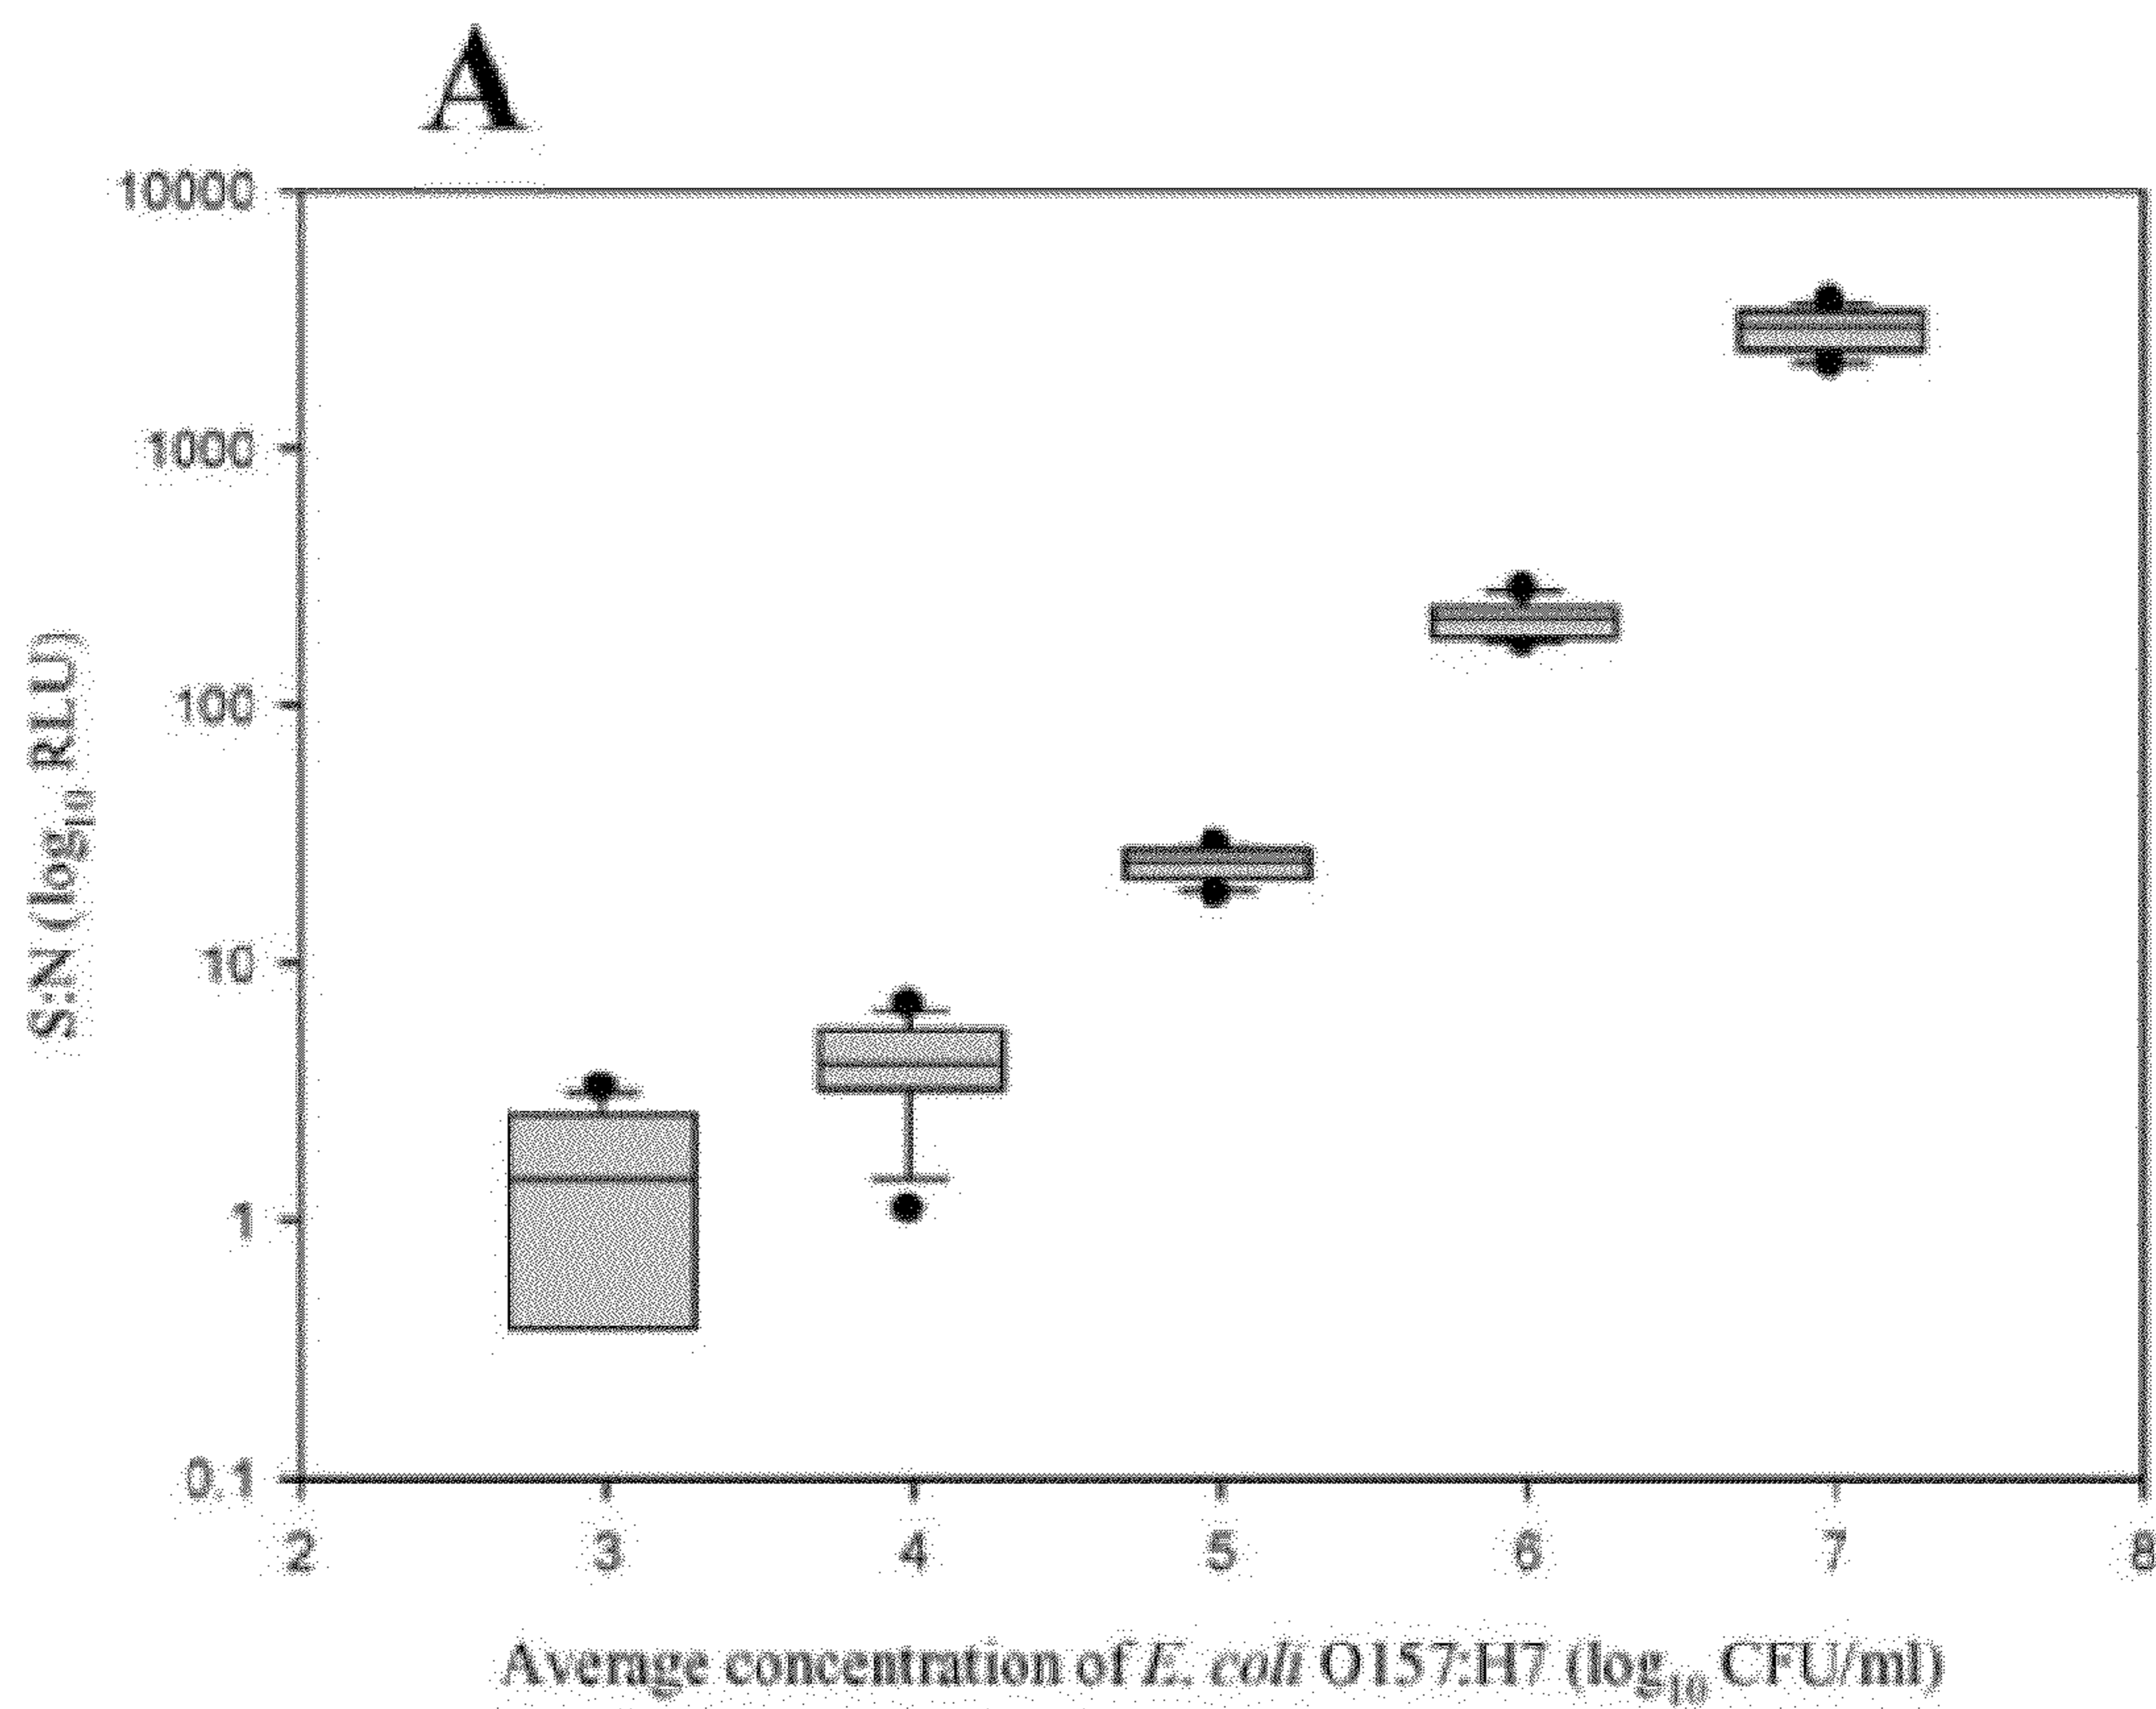 A
10000
1000
100
10
1
0.1
S:N (log10 RLU)
2 3 4 5 6 7 8
Average concentration of E. coli O157:H7 (log10 CFU/ml)